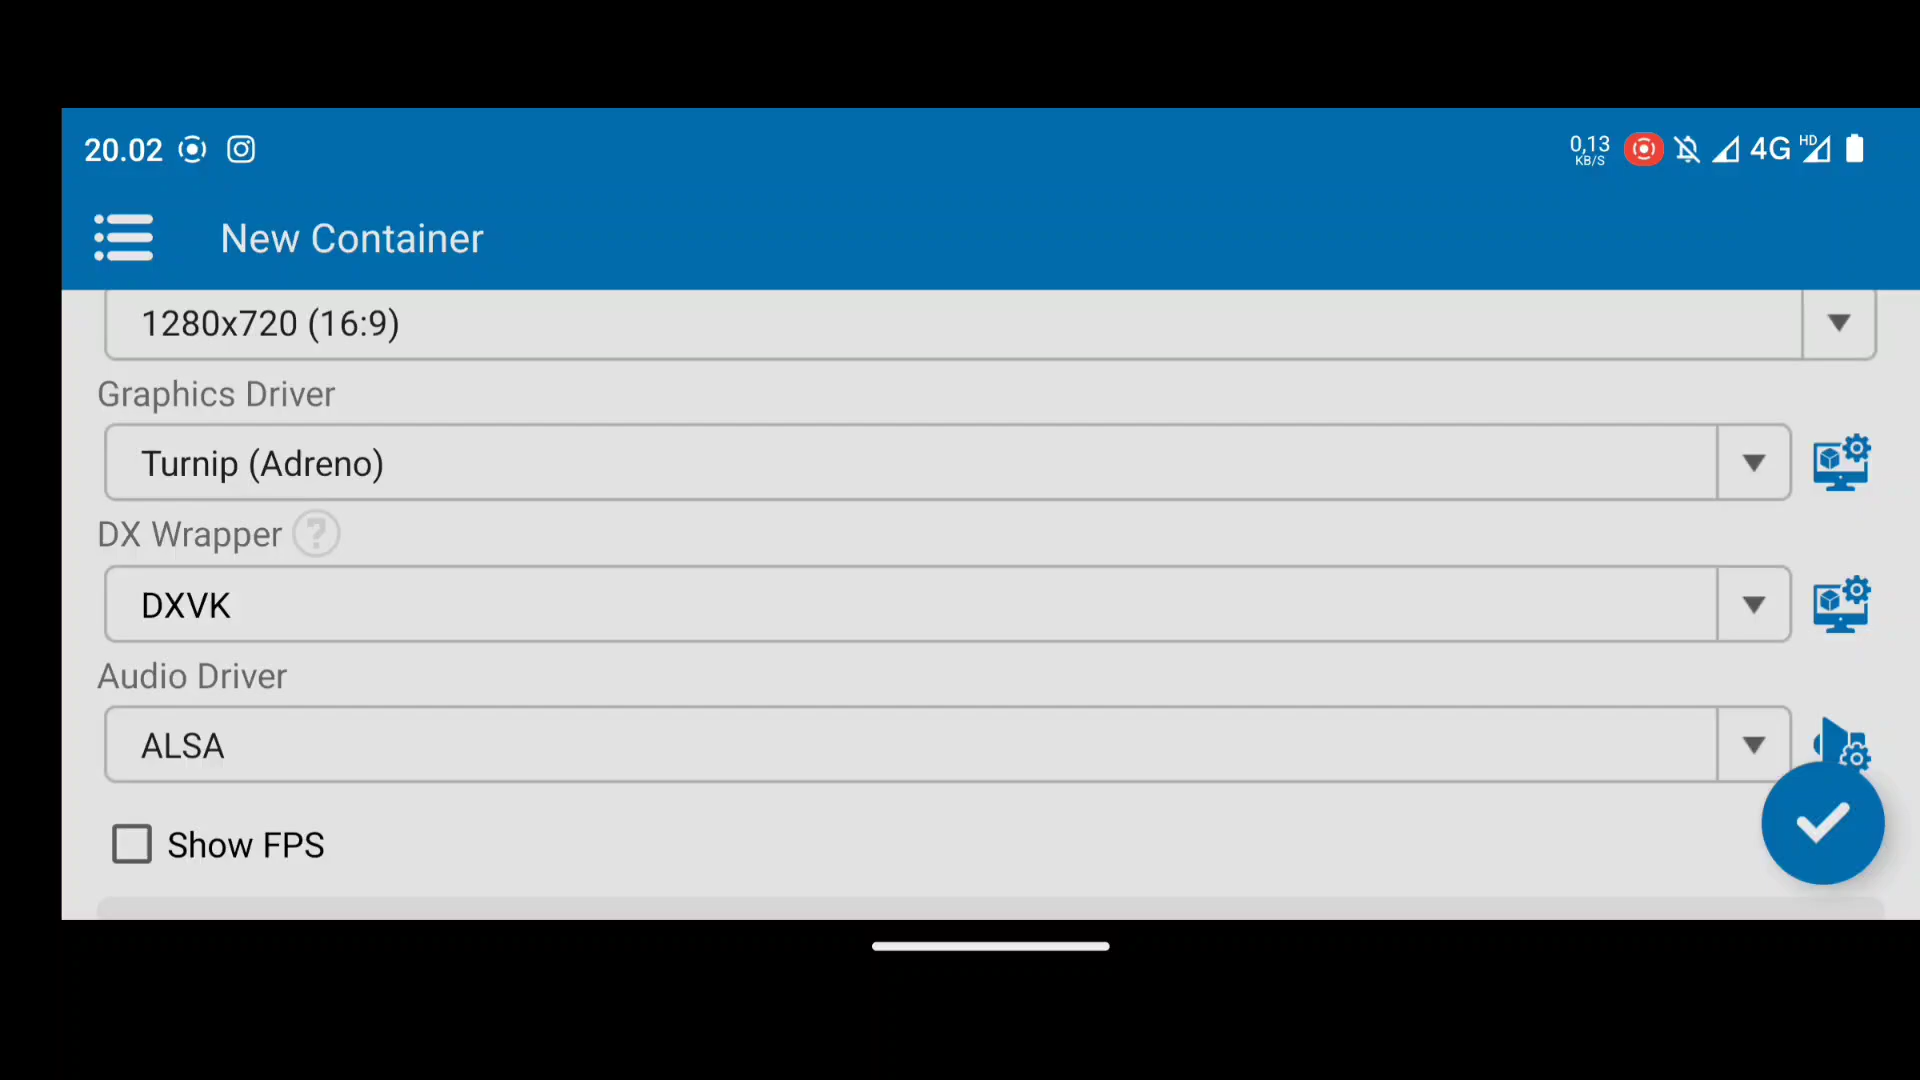 20.02
0,13
KB/S
4G
HD
New Container
1280x720 (16:9)
Graphics Driver
Turnip (Adreno)
DX Wrapper ?
DXVK
Audio Driver
ALSA
Show FPS